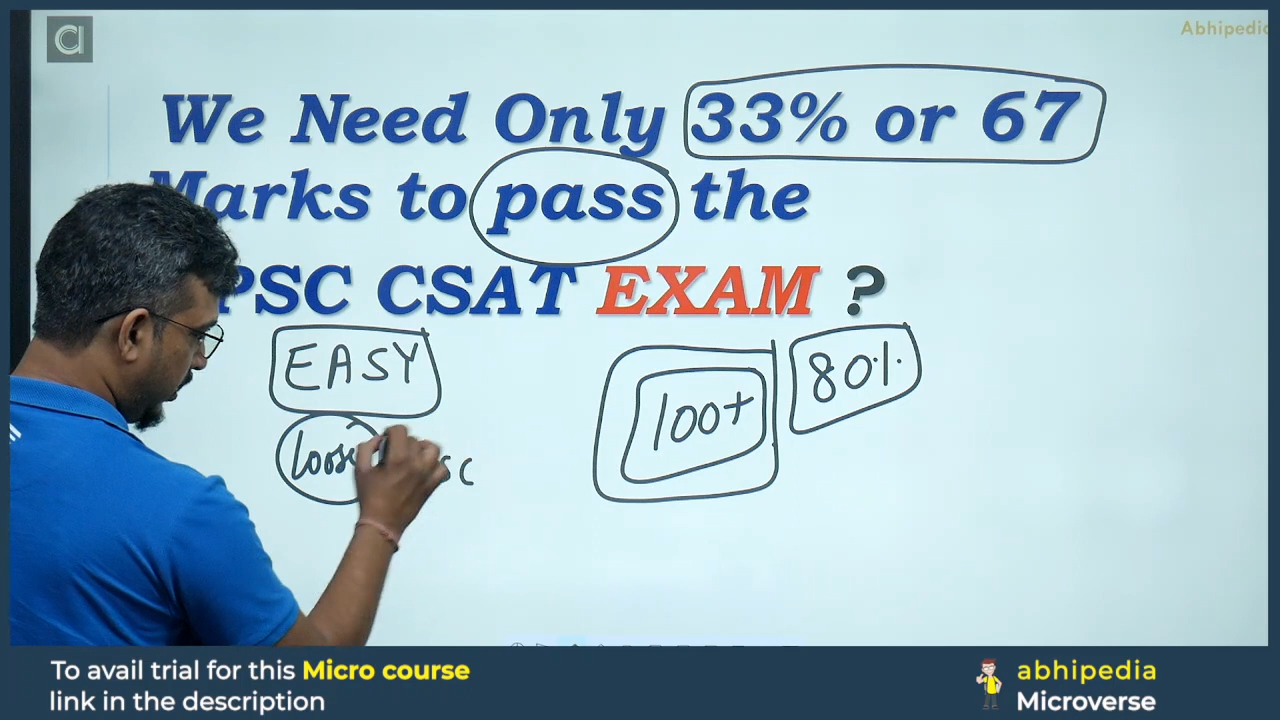 Abhipedia
We Need Only 33% or 67
Marks to pass the
PSC CSAT EXAM ?
EASY
100+
80%
To avail trial for this Micro course
link in the description
abhipedia
Microverse